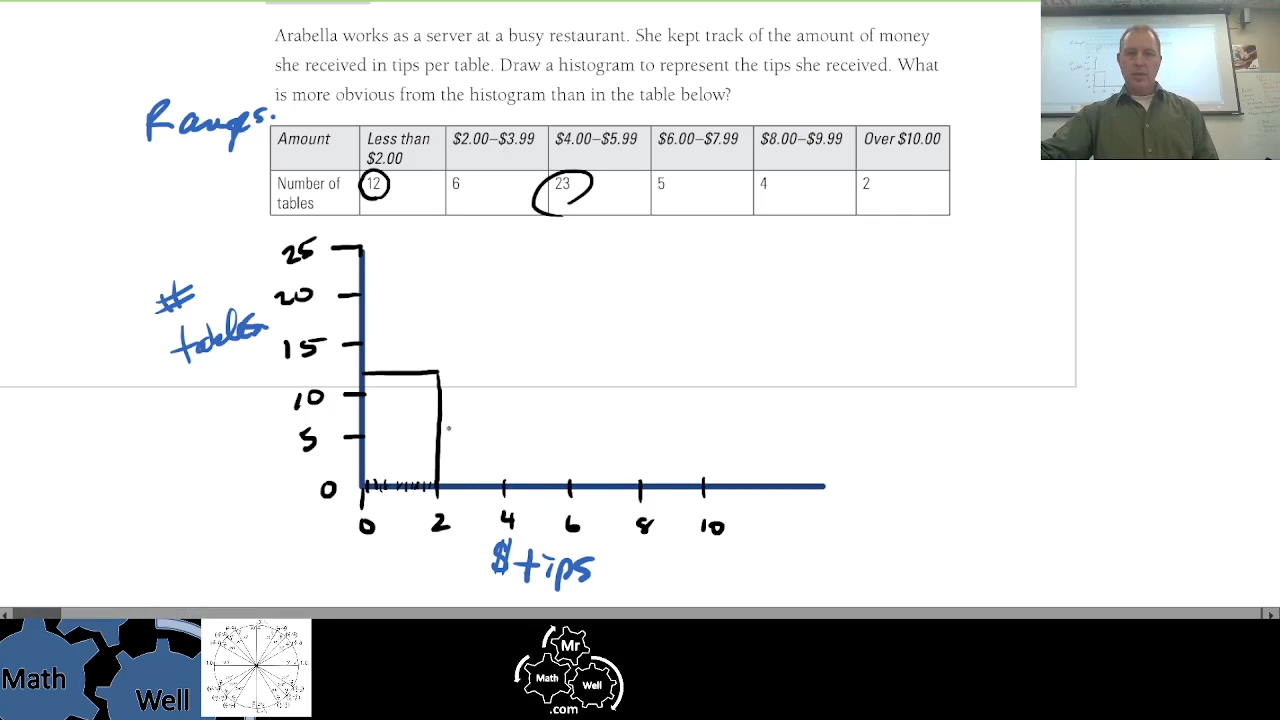 Arabella works as a server at a busy restaurant. She kept track of the amount of money
she received in tips per table. Draw a histogram to represent the tips she received. What
is more obvious from the histogram than in the table below?
Ranges.
Amount Less than $2.00 $2.00–$3.99 $4.00–$5.99 $6.00–$7.99 $8.00–$9.99 Over $10.00
Number of tables 12 6 23 5 4 2
25
20
#
tables
15
10
5
0
0 2 4 6 8 10
$ tips
Math
Well
Mr
Math
Well
.com